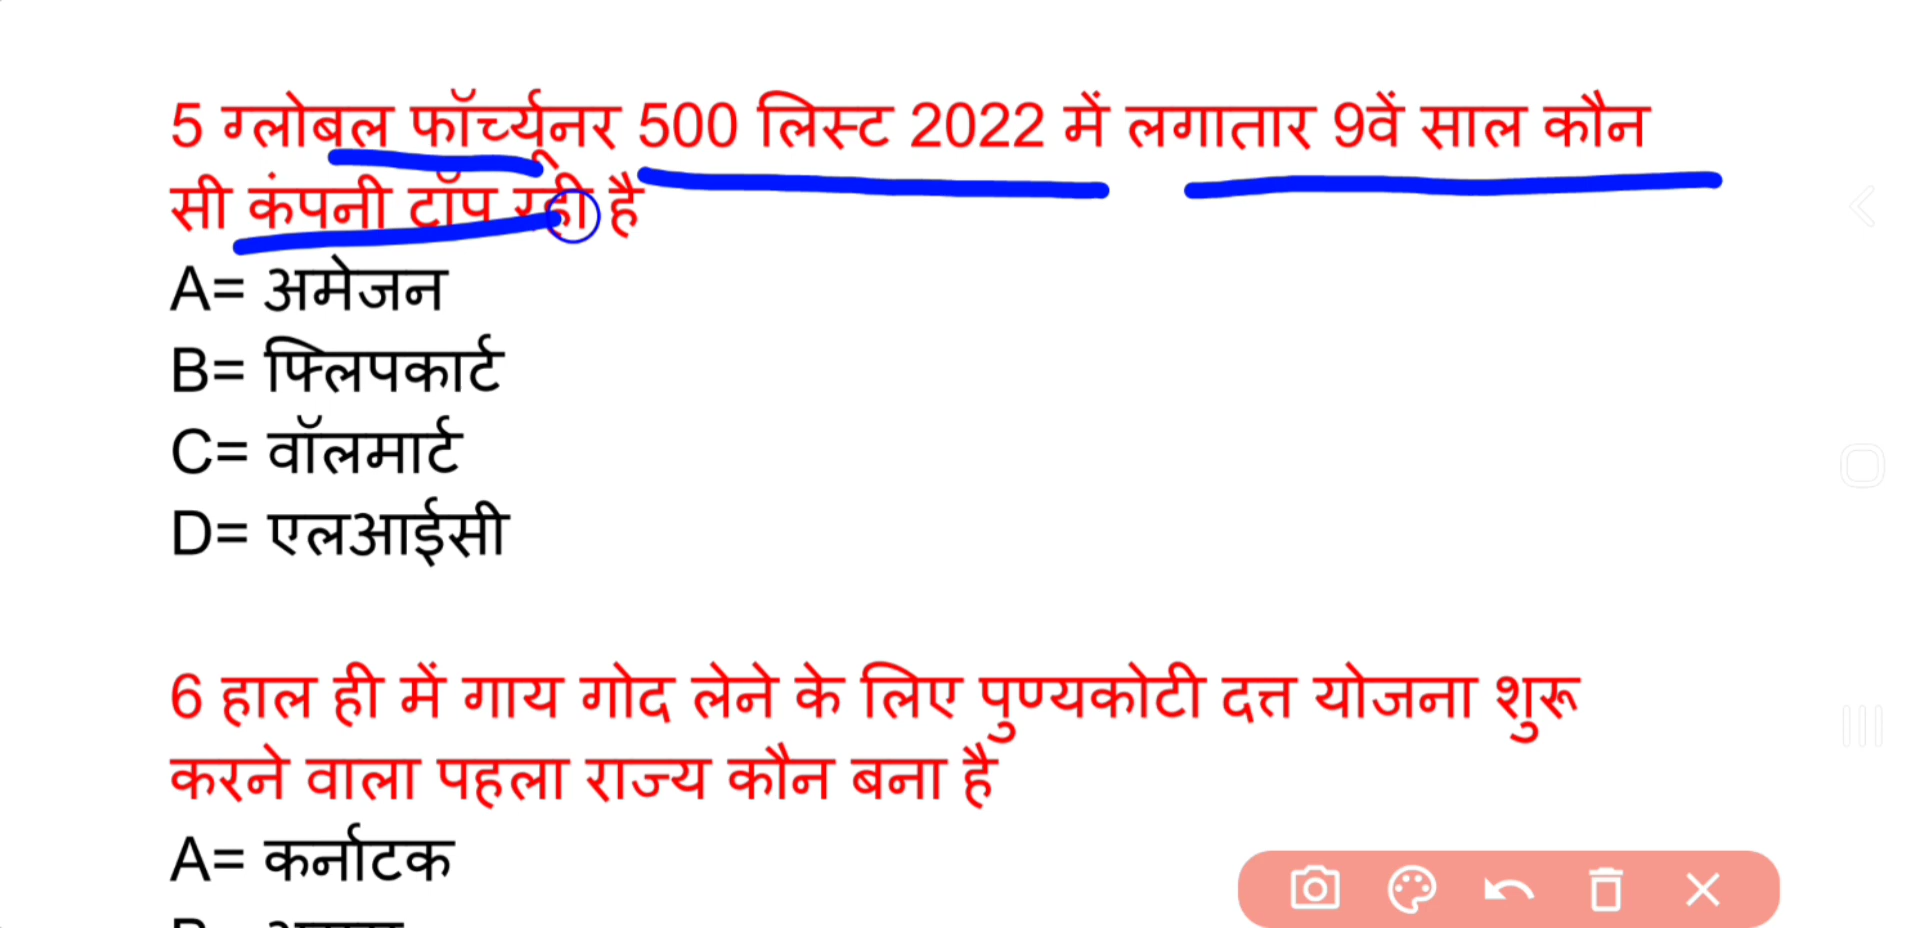 5 ग्लोबल फॉर्च्यूनर 500 लिस्ट 2022 में लगातार 9वें साल कौन
सी कंपनी टॉप रही है
A= अमेजन
B= फ्लिपकार्ट
C= वॉलमार्ट
D= एलआईसी
6 हाल ही में गाय गोद लेने के लिए पुण्यकोटी दत्त योजना शुरू
करने वाला पहला राज्य कौन बना है
A= कर्नाटक